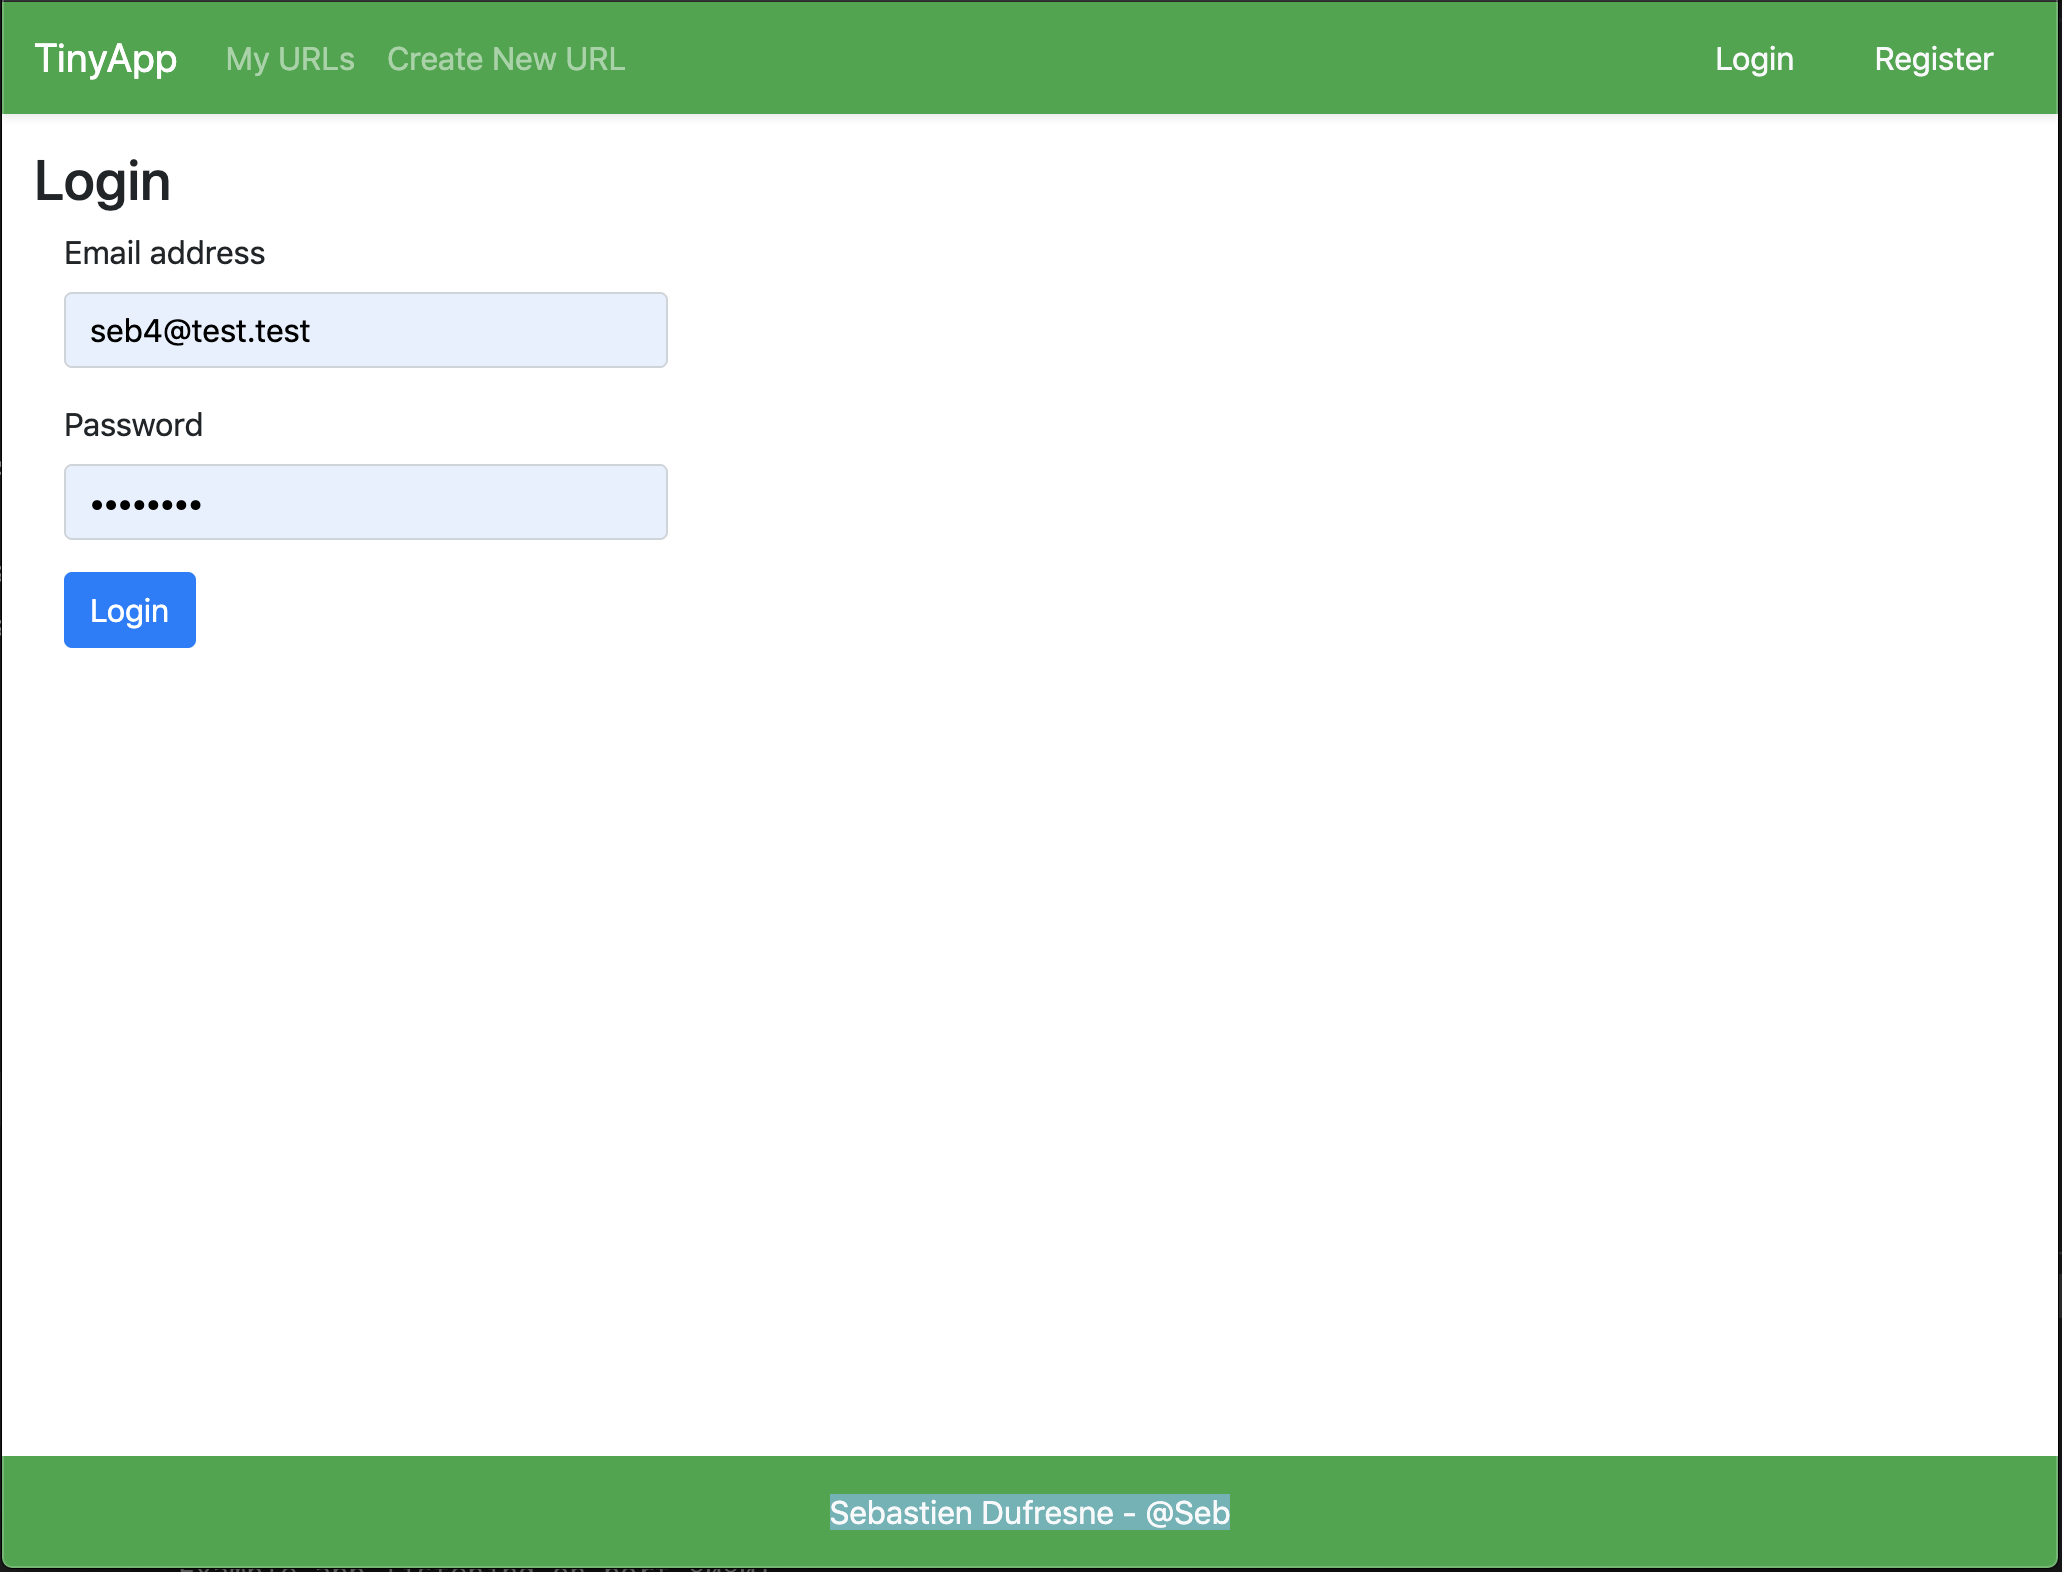 TinyApp My URLs Create New URL Login Register
Login
Email address
seb4@test.test
Password
••••••••
Login
Sebastien Dufresne - @Seb